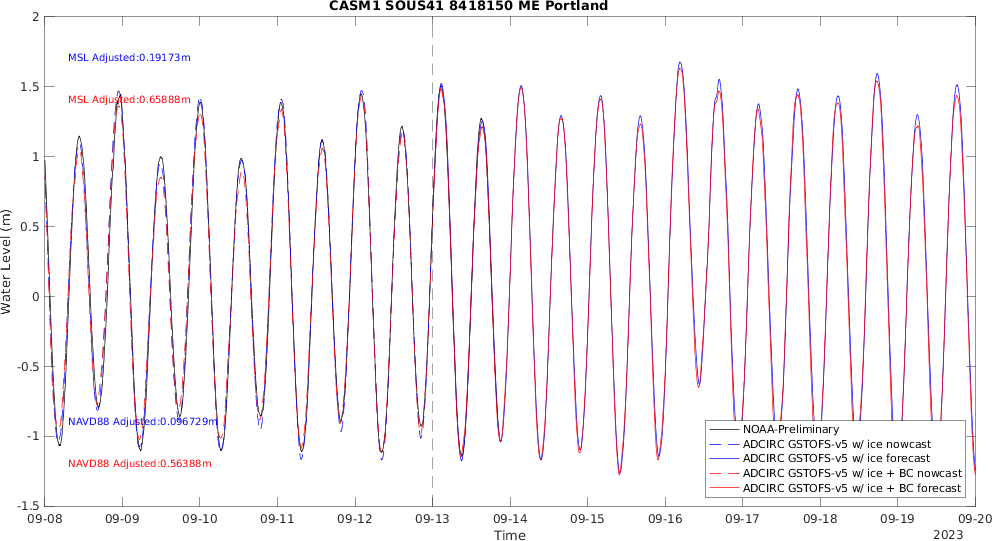 CASM1 SOUS41 8418150 ME Portland
2
1.5
1
0.5
0
-0.5
-1
-1.5
Water Level (m)
MSL Adjusted:0.19173m
MSL Adjusted:0.65888m
NAVD88 Adjusted:0.096729m
NAVD88 Adjusted:0.56388m
NOAA-Preliminary
ADCIRC GSTOFS-v5 w/ ice nowcast
ADCIRC GSTOFS-v5 w/ ice forecast
ADCIRC GSTOFS-v5 w/ ice + BC nowcast
ADCIRC GSTOFS-v5 w/ ice + BC forecast
09-08 09-09 09-10 09-11 09-12 09-13 09-14 09-15 09-16 09-17 09-18 09-19 09-20
Time
2023